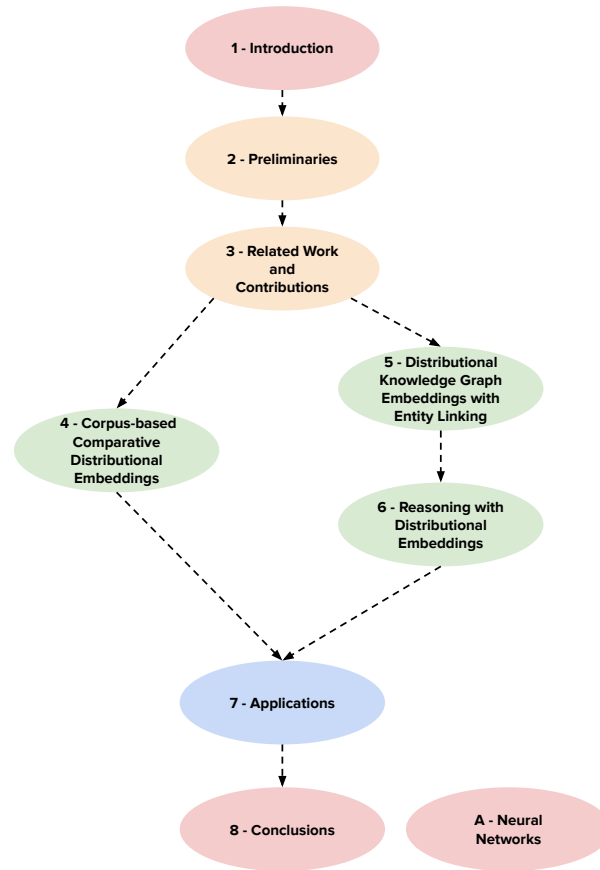 1 - Introduction
2 - Preliminaries
3 - Related Work
and
Contributions
5 - Distributional
Knowledge Graph
Embeddings with
Entity Linking
4 - Corpus-based
Comparative
Distributional
Embeddings
6 - Reasoning with
Distributional
Embeddings
7 - Applications
8 - Conclusions
A - Neural
Networks